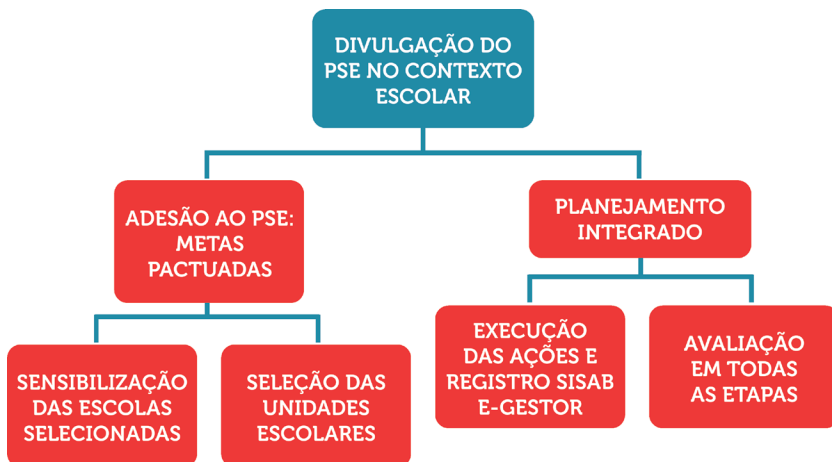 DIVULGAÇÃO DO
PSE NO CONTEXTO
ESCOLAR
ADESÃO AO PSE:
METAS
PACTUADAS
PLANEJAMENTO
INTEGRADO
SENSIBILIZAÇÃO
DAS ESCOLAS
SELECIONADAS
SELEÇÃO DAS
UNIDADES
ESCOLARES
EXECUÇÃO
DAS AÇÕES E
REGISTRO SISAB
E-GESTOR
AVALIAÇÃO
EM TODAS
AS ETAPAS